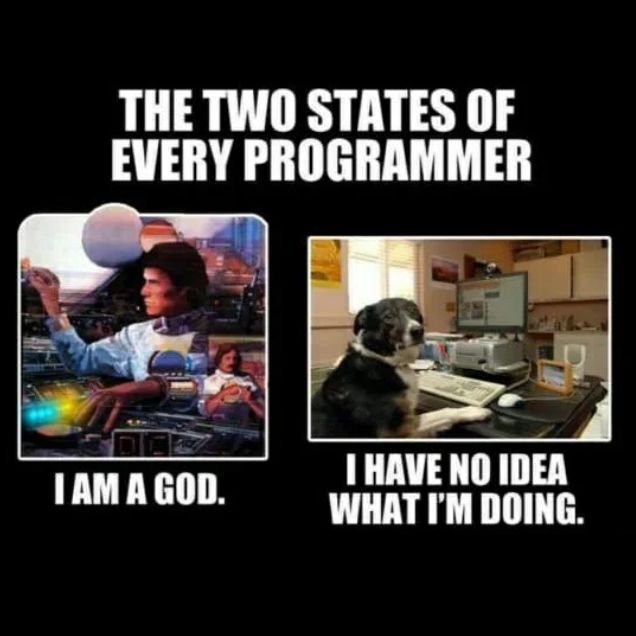 THE TWO STATES OF
EVERY PROGRAMMER
I AM A GOD.
I HAVE NO IDEA
WHAT I'M DOING.